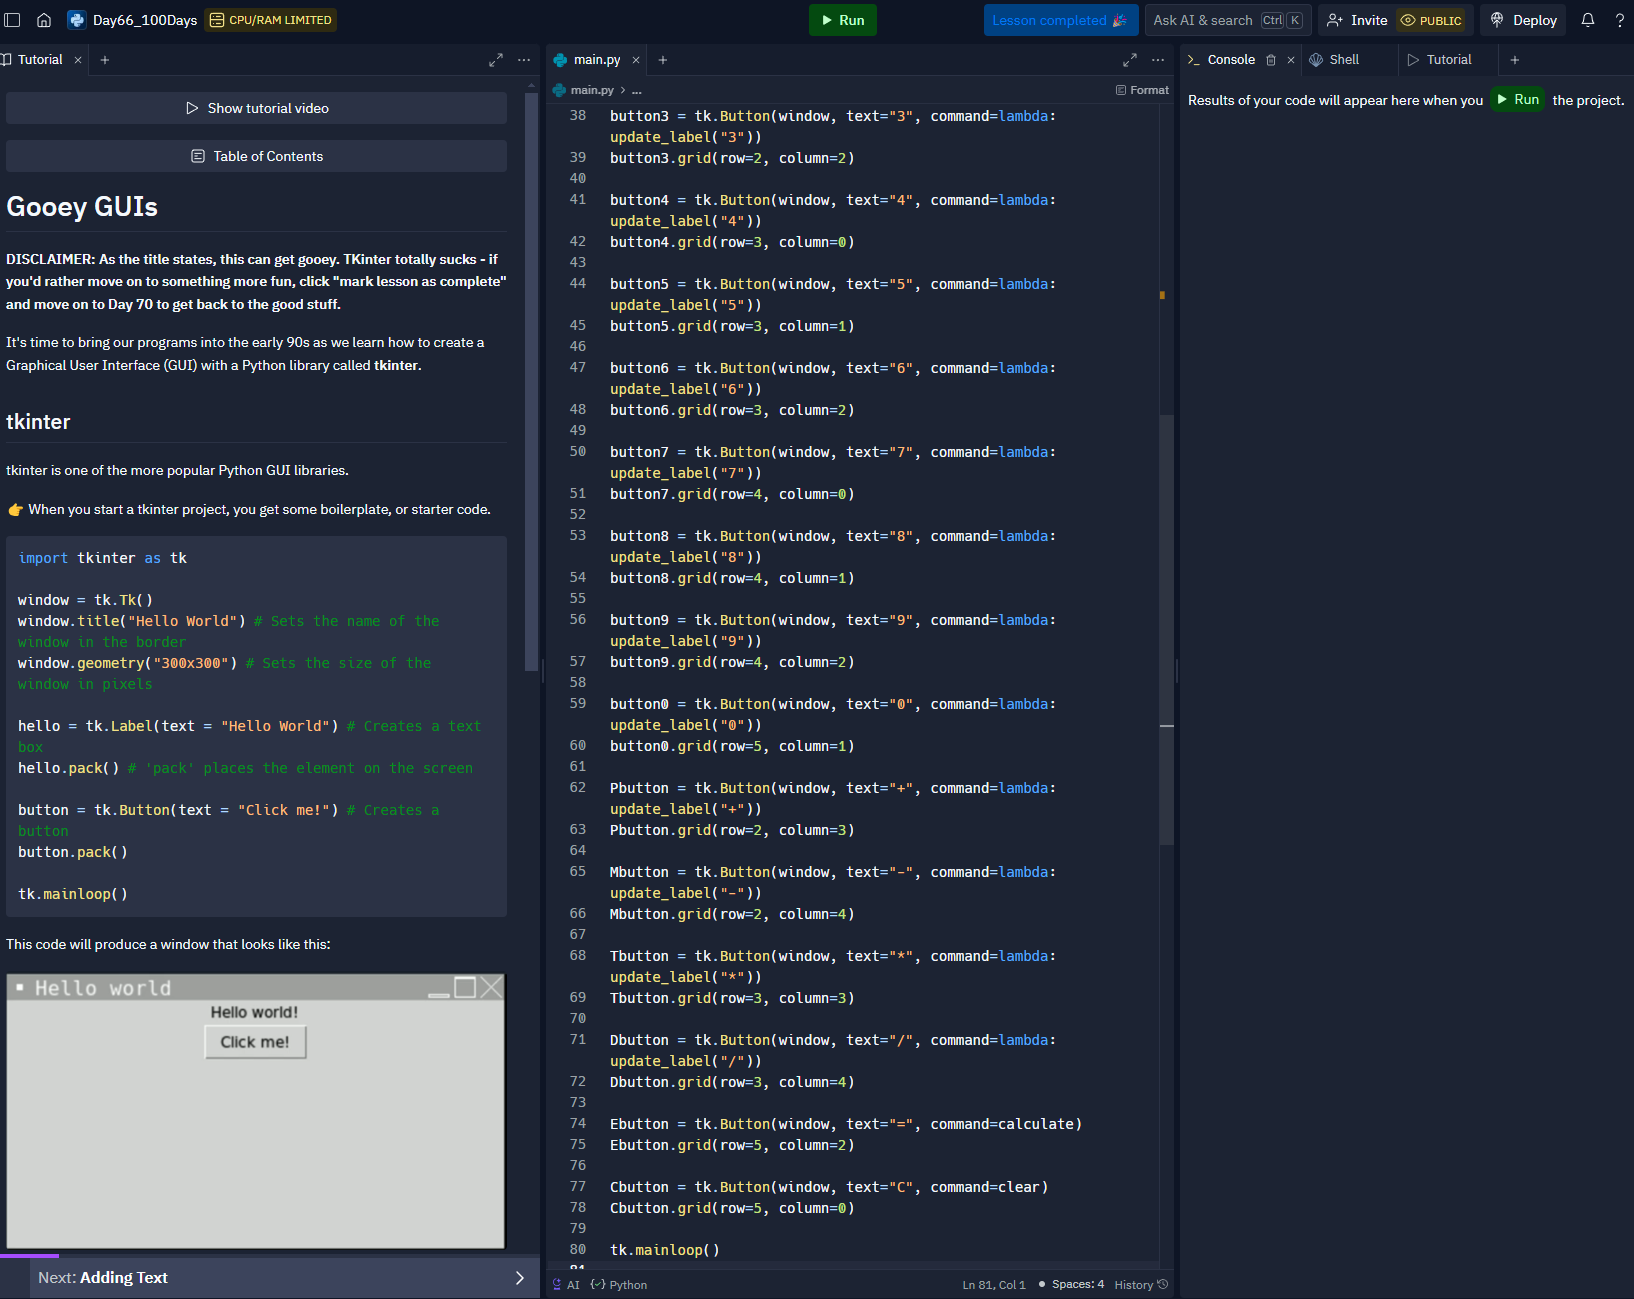 Day66_100Days
CPU/RAM LIMITED
Run
Lesson completed 🎉
Ask AI & search Ctrl K
Invite
PUBLIC
Deploy
?
Tutorial × +
Show tutorial video
Table of Contents
Gooey GUIs
DISCLAIMER: As the title states, this can get gooey. TKinter totally sucks - if
you'd rather move on to something more fun, click "mark lesson as complete"
and move on to Day 70 to get back to the good stuff.
It's time to bring our programs into the early 90s as we learn how to create a
Graphical User Interface (GUI) with a Python library called tkinter.
tkinter
tkinter is one of the more popular Python GUI libraries.
👉 When you start a tkinter project, you get some boilerplate, or starter code.
import tkinter as tk
window = tk.Tk()
window.title("Hello World") # Sets the name of the
window in the border
window.geometry("300x300") # Sets the size of the
window in pixels
hello = tk.Label(text = "Hello World") # Creates a text
box
hello.pack() # 'pack' places the element on the screen
button = tk.Button(text = "Click me!") # Creates a
button
button.pack()
tk.mainloop()
This code will produce a window that looks like this:
Hello world
Hello world!
Click me!
Next: Adding Text
main.py × +
main.py > ...
Format
38 button3 = tk.Button(window, text="3", command=lambda:
update_label("3"))
39 button3.grid(row=2, column=2)
40
41 button4 = tk.Button(window, text="4", command=lambda:
update_label("4"))
42 button4.grid(row=3, column=0)
43
44 button5 = tk.Button(window, text="5", command=lambda:
update_label("5"))
45 button5.grid(row=3, column=1)
46
47 button6 = tk.Button(window, text="6", command=lambda:
update_label("6"))
48 button6.grid(row=3, column=2)
49
50 button7 = tk.Button(window, text="7", command=lambda:
update_label("7"))
51 button7.grid(row=4, column=0)
52
53 button8 = tk.Button(window, text="8", command=lambda:
update_label("8"))
54 button8.grid(row=4, column=1)
55
56 button9 = tk.Button(window, text="9", command=lambda:
update_label("9"))
57 button9.grid(row=4, column=2)
58
59 button0 = tk.Button(window, text="0", command=lambda:
update_label("0"))
60 button0.grid(row=5, column=1)
61
62 Pbutton = tk.Button(window, text="+", command=lambda:
update_label("+"))
63 Pbutton.grid(row=2, column=3)
64
65 Mbutton = tk.Button(window, text="-", command=lambda:
update_label("-"))
66 Mbutton.grid(row=2, column=4)
67
68 Tbutton = tk.Button(window, text="*", command=lambda:
update_label("*"))
69 Tbutton.grid(row=3, column=3)
70
71 Dbutton = tk.Button(window, text="/", command=lambda:
update_label("/"))
72 Dbutton.grid(row=3, column=4)
73
74 Ebutton = tk.Button(window, text="=", command=calculate)
75 Ebutton.grid(row=5, column=2)
76
77 Cbutton = tk.Button(window, text="C", command=clear)
78 Cbutton.grid(row=5, column=0)
79
80 tk.mainloop()
81
AI
Python
Ln 81, Col 1
Spaces: 4
History
Console
Shell
Tutorial
Results of your code will appear here when you Run the project.